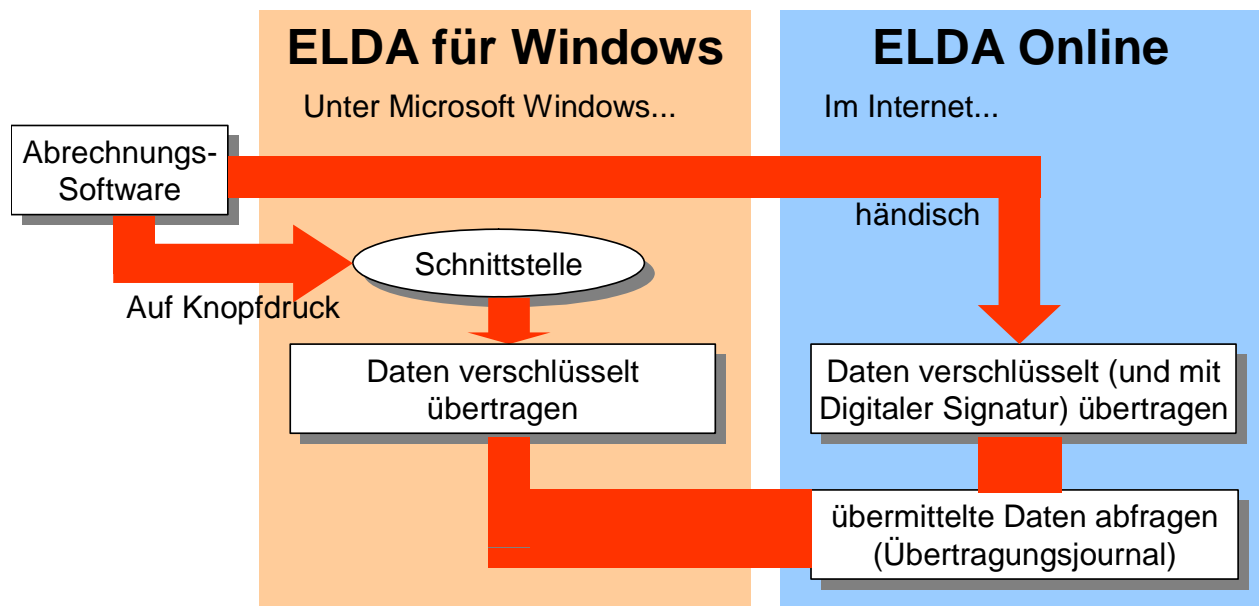 ELDA für Windows
Unter Microsoft Windows...
ELDA Online
Im Internet...
Abrechnungs-
Software
händisch
Schnittstelle
Auf Knopfdruck
Daten verschlüsselt
übertragen
Daten verschlüsselt (und mit
Digitaler Signatur) übertragen
übermittelte Daten abfragen
(Übertragungsjournal)